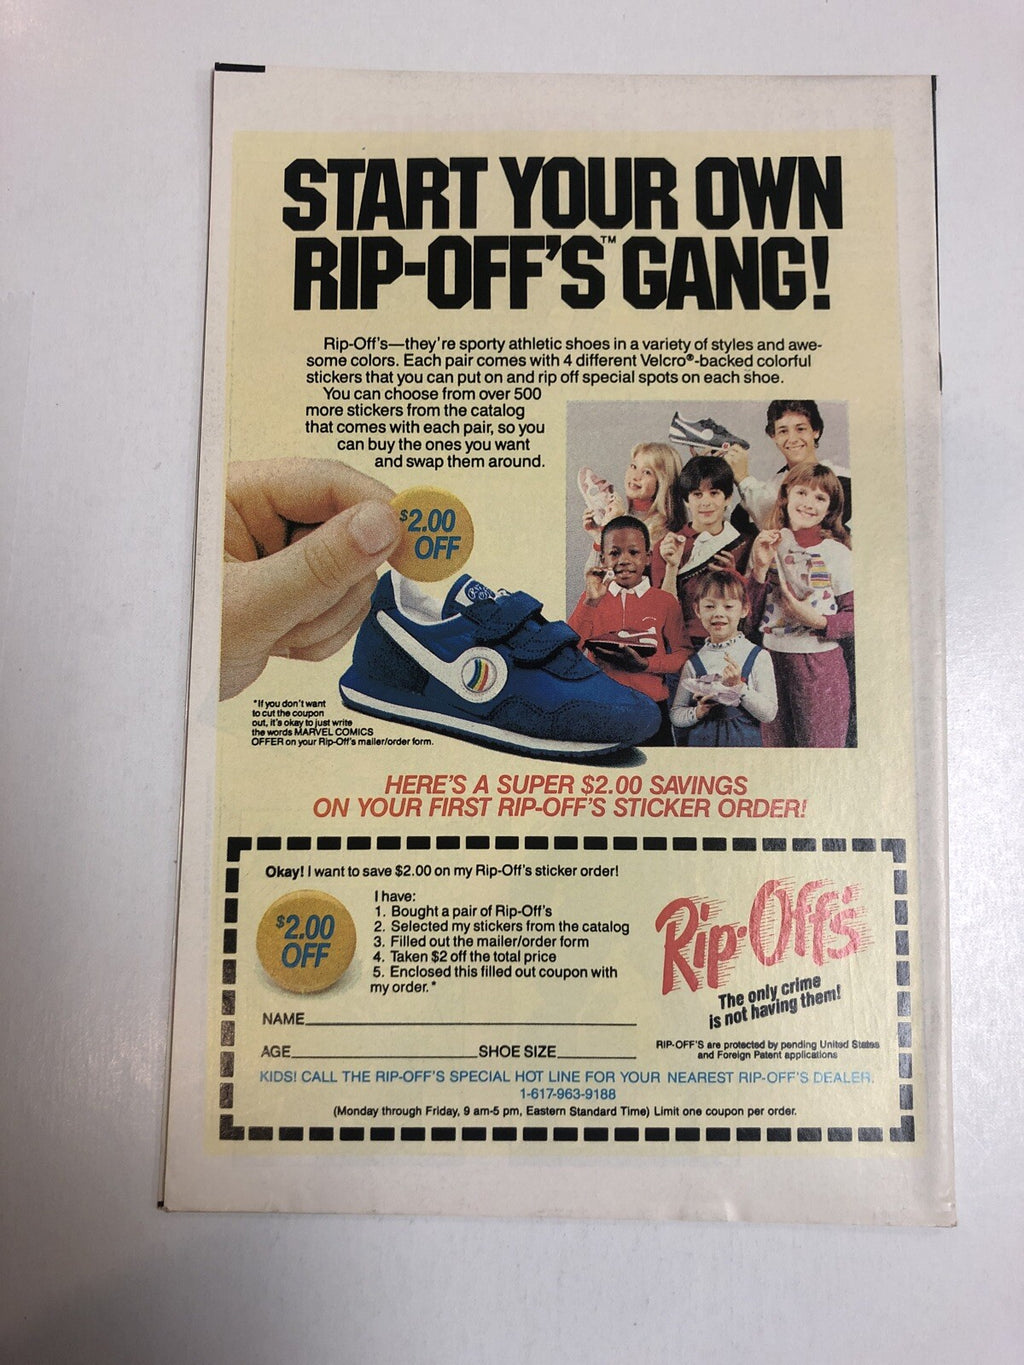 START YOUR OWN
RIP-OFF'S™ GANG!
Rip-Off's—they're sporty athletic shoes in a variety of styles and awe-
some colors. Each pair comes with 4 different Velcro®-backed colorful
stickers that you can put on and rip off special spots on each shoe.
You can choose from over 500
more stickers from the catalog
that comes with each pair, so you
can buy the ones you want
and swap them around.
$2.00
OFF
*If you don't want
to cut the coupon
out, it's okay to just write
the words MARVEL COMICS
OFFER on your Rip-Off's mailer/order form.
HERE'S A SUPER $2.00 SAVINGS
ON YOUR FIRST RIP-OFF'S STICKER ORDER!
Okay! I want to save $2.00 on my Rip-Off's sticker order!
$2.00
OFF
I have:
1. Bought a pair of Rip-Off's
2. Selected my stickers from the catalog
3. Filled out the mailer/order form
4. Taken $2 off the total price
5. Enclosed this filled out coupon with
my order.*
Rip-Off's
The only crime
is not having them!
NAME
AGE SHOE SIZE
RIP-OFF'S are protected by pending United States
and Foreign Patent applications
KIDS! CALL THE RIP-OFF'S SPECIAL HOT LINE FOR YOUR NEAREST RIP-OFF'S DEALER.
1-617-963-9188
(Monday through Friday, 9 am-5 pm, Eastern Standard Time) Limit one coupon per order.